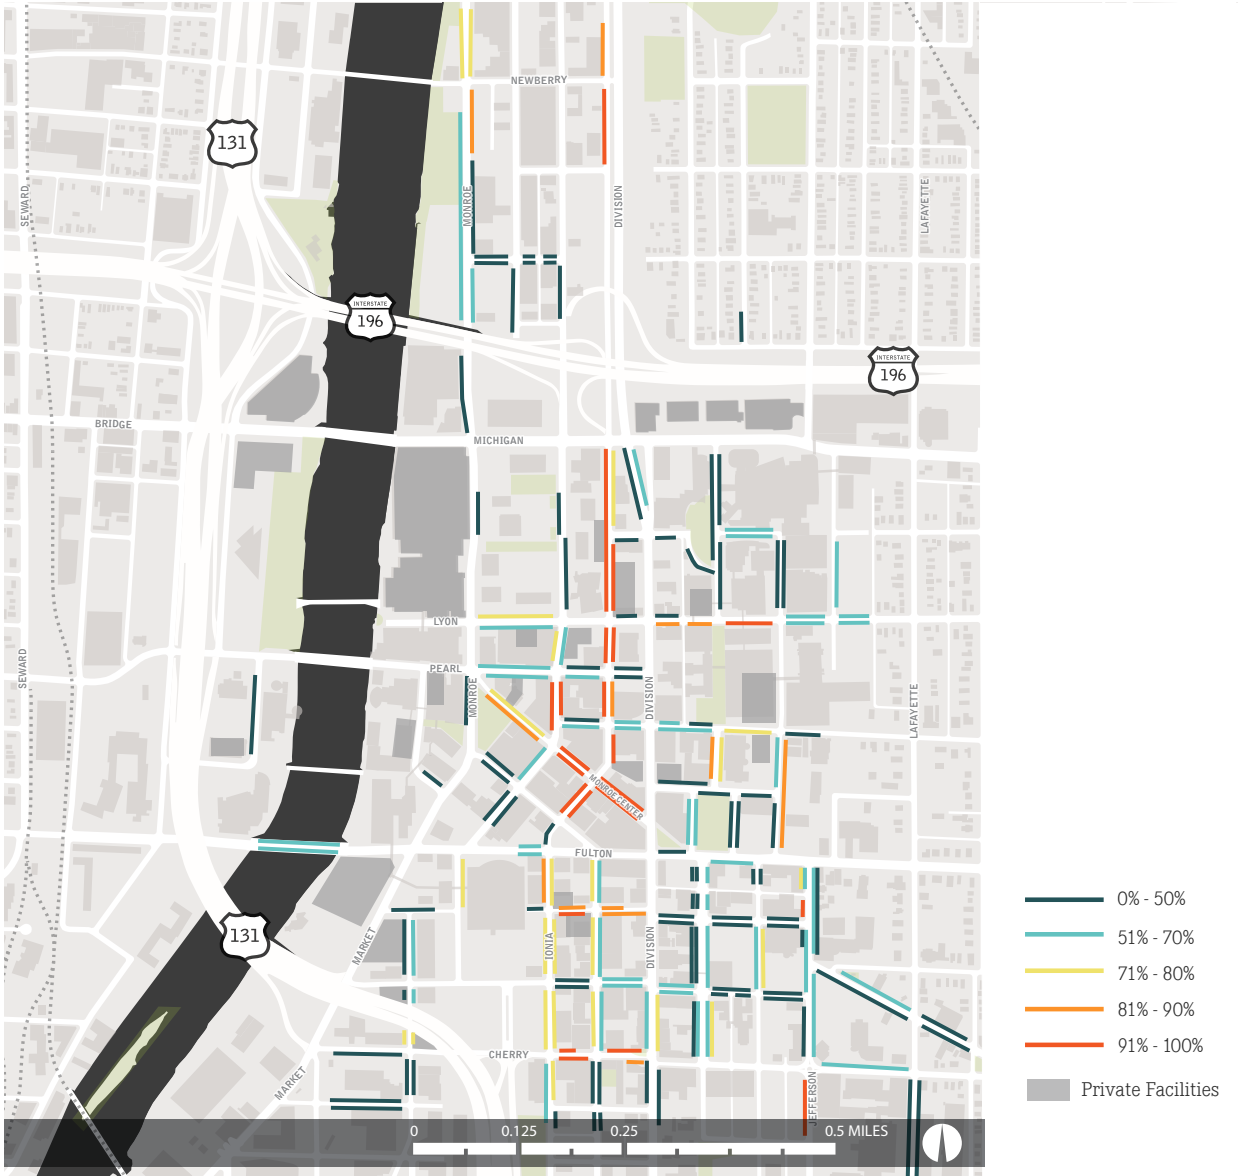 NEWBERRY
131
SEWARD
MONROE
DIVISION
LAFAYETTE
INTERSTATE
196
INTERSTATE
196
BRIDGE
MICHIGAN
LYON
PEARL
SEWARD
MONROE
DIVISION
LAFAYETTE
MONROE CENTER
FULTON
131
MARKET
IONIA
DIVISION
CHERRY
MARKET
JEFFERSON
0% - 50%
51% - 70%
71% - 80%
81% - 90%
91% - 100%
Private Facilities
0 0.125 0.25 0.5 MILES